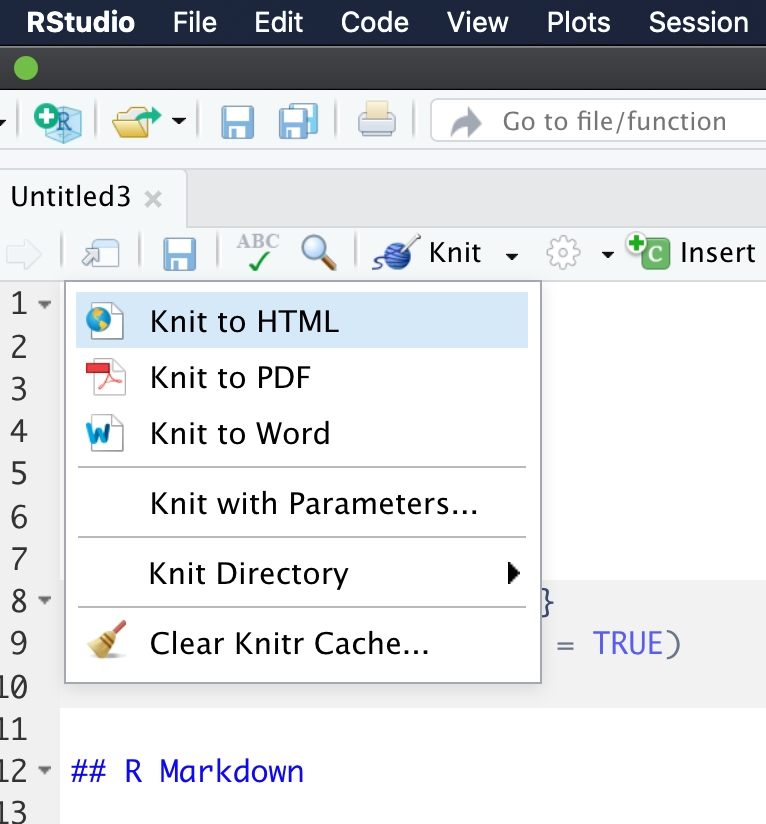 RStudio File Edit Code View Plots Session
R Go to file/function
Untitled3
ABC Knit C Insert
1
Knit to HTML
2
3
Knit to PDF
4
W Knit to Word
5
6
Knit with Parameters...
7
Knit Directory
8 }
9 = TRUE)
Clear Knitr Cache...
10
11
12 ## R Markdown
13